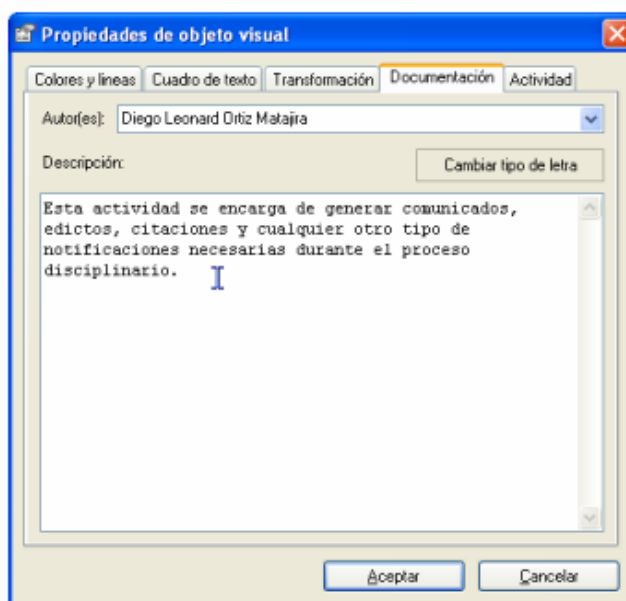 Propiedades de objeto visual
Colores y lineas Cuadro de texto Transformación Documentación Actividad
Autor(es): Diego Leonard Ortiz Matajira
Descripción: Cambiar tipo de letra
Esta actividad se encarga de generar comunicados,
edictos, citaciones y cualquier otro tipo de
notificaciones necesarias durante el proceso
disciplinario.
Aceptar Cancelar